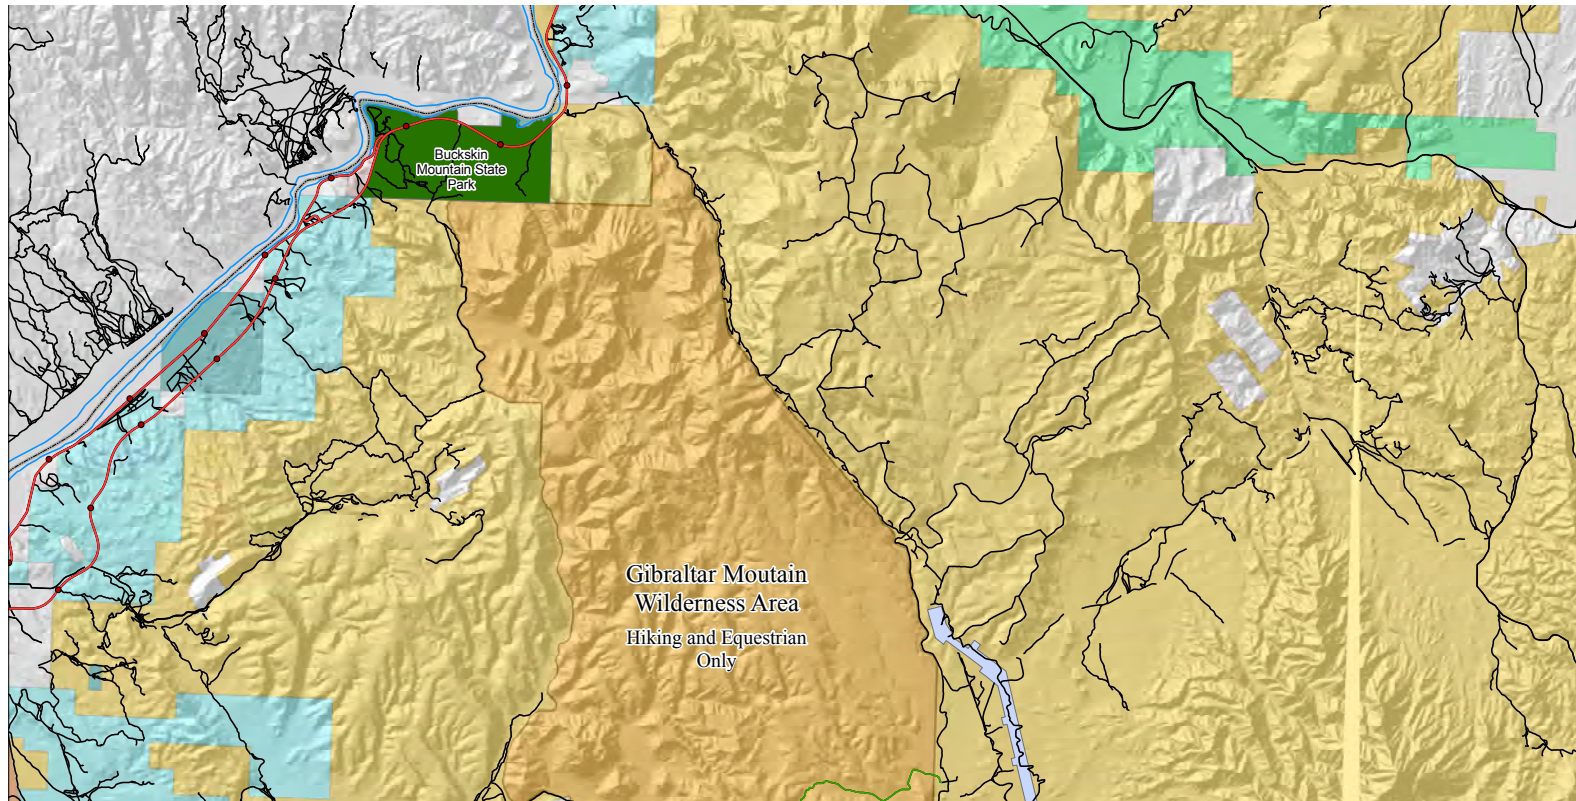 Buckskin
Mountain State
Park
Gibraltar Moutain
Wilderness Area
Hiking and Equestrian
Only